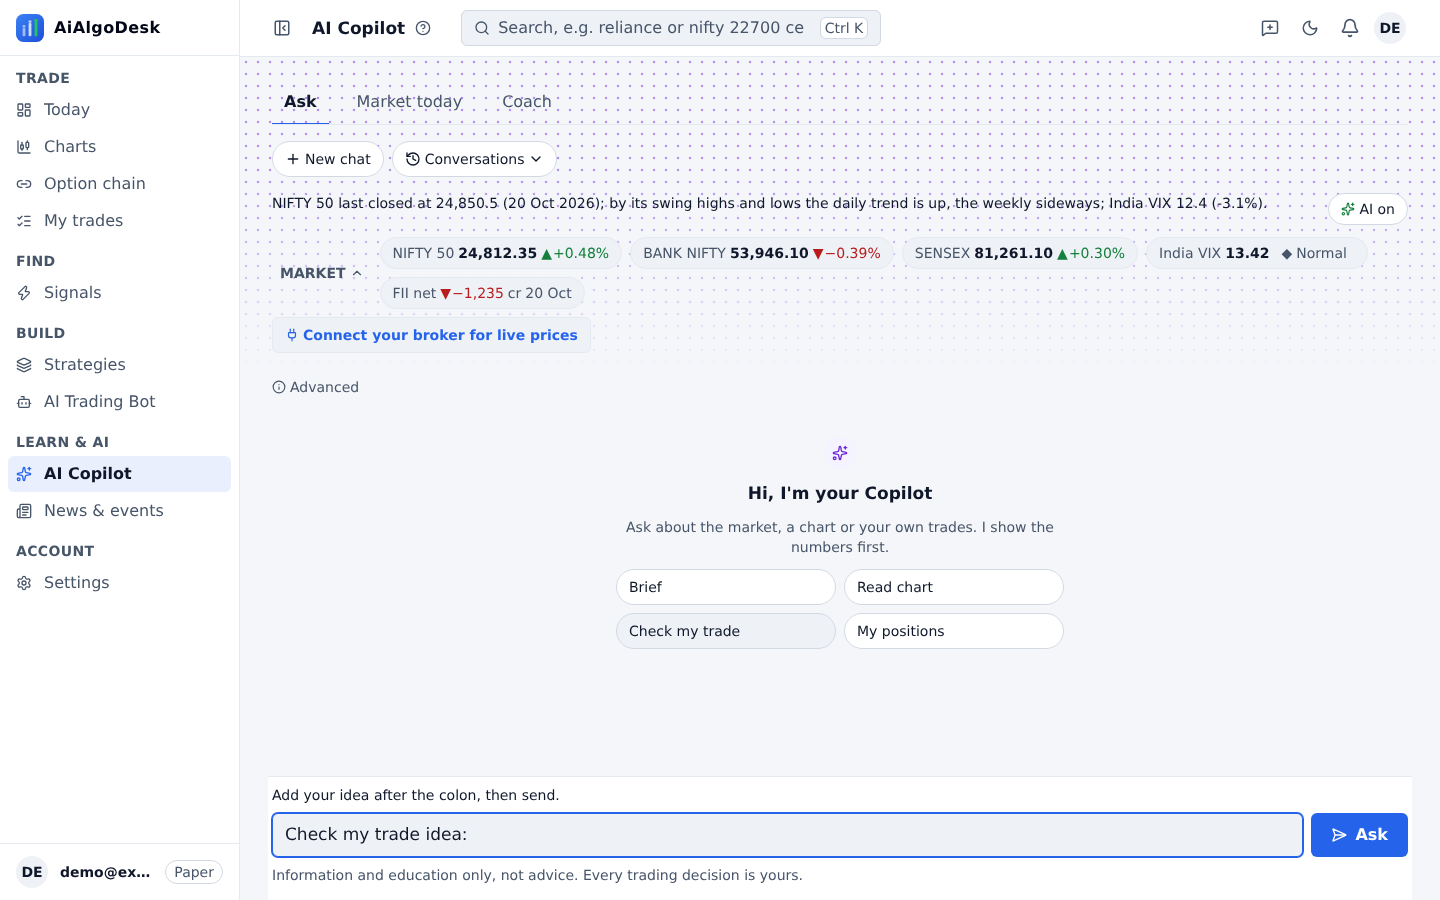 AiAlgoDesk
TRADE
Today
Charts
Option chain
My trades
FIND
Signals
BUILD
Strategies
AI Trading Bot
LEARN & AI
AI Copilot
News & events
ACCOUNT
Settings
DE demo@ex... Paper
AI Copilot
Search, e.g. reliance or nifty 22700 ce Ctrl K
DE
Ask Market today Coach
New chat Conversations
NIFTY 50 last closed at 24,850.5 (20 Oct 2026); by its swing highs and lows the daily trend is up, the weekly sideways; India VIX 12.4 (-3.1%).
AI on
MARKET
NIFTY 50 24,812.35 ▲+0.48% BANK NIFTY 53,946.10 ▼−0.39% SENSEX 81,261.10 ▲+0.30% India VIX 13.42 ◆ Normal
FII net ▼−1,235 cr 20 Oct
Connect your broker for live prices
Advanced
Hi, I'm your Copilot
Ask about the market, a chart or your own trades. I show the
numbers first.
Brief Read chart
Check my trade My positions
Add your idea after the colon, then send.
Check my trade idea:
Ask
Information and education only, not advice. Every trading decision is yours.